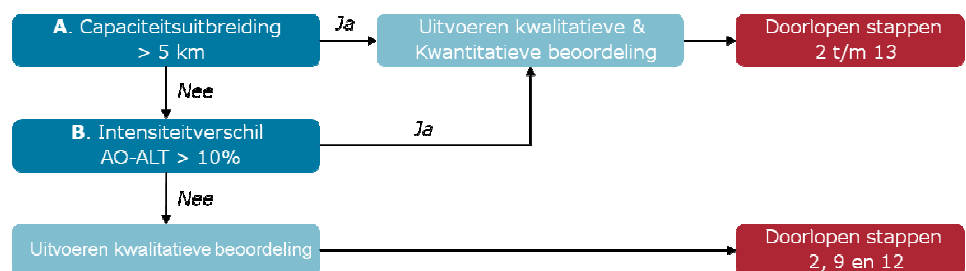 A. Capaciteitsuitbreiding
> 5 km
Ja
Uitvoeren kwalitatieve &
Kwantitatieve beoordeling
Doorlopen stappen
2 t/m 13
Nee
B. Intensiteitverschil
AO-ALT > 10%
Ja
Nee
Uitvoeren kwalitatieve beoordeling
Doorlopen stappen
2, 9 en 12